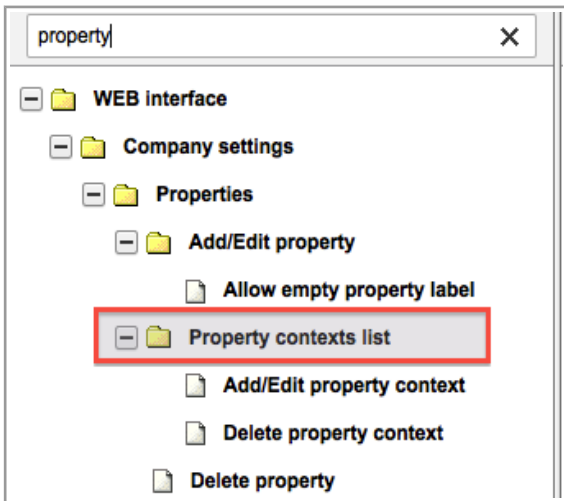 property
WEB interface
Company settings
Properties
Add/Edit property
Allow empty property label
Property contexts list
Add/Edit property context
Delete property context
Delete property